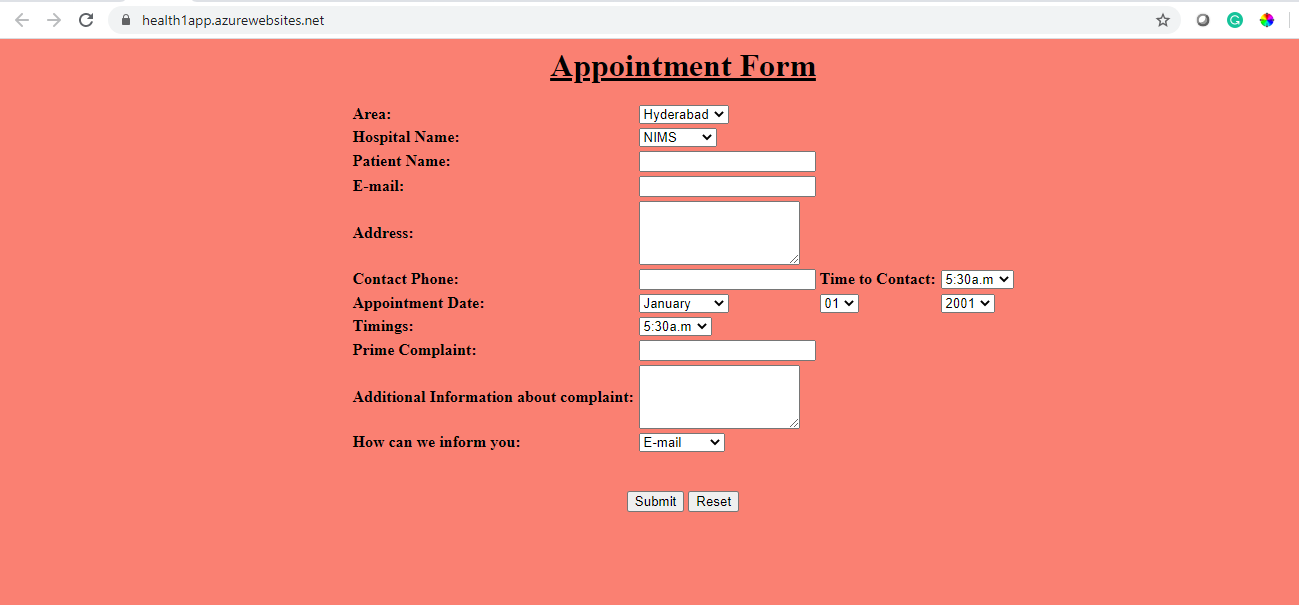 health1app.azurewebsites.net
Appointment Form
Area: Hyderabad
Hospital Name: NIMS
Patient Name:
E-mail:
Address:
Contact Phone: Time to Contact: 5:30a.m
Appointment Date: January 01 2001
Timings: 5:30a.m
Prime Complaint:
Additional Information about complaint:
How can we inform you: E-mail
Submit Reset